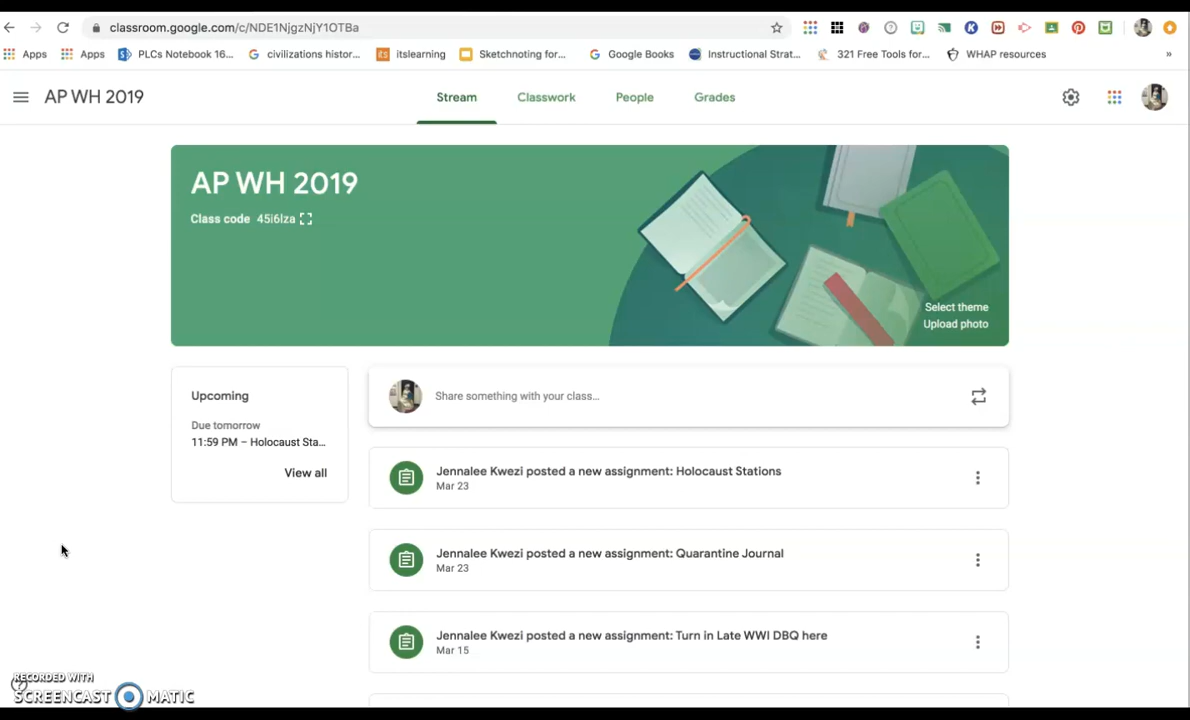 classroom.google.com/c/NDE1NjgzNjY1OTBa
Apps Apps PLCs Notebook 16... civilizations histor... itslearning Sketchnoting for... Google Books Instructional Strat... 321 Free Tools for... WHAP resources »
AP WH 2019 Stream Classwork People Grades
AP WH 2019
Class code 45i6lza
Select theme
Upload photo
Upcoming
Due tomorrow
11:59 PM – Holocaust Sta...
View all
Share something with your class...
Jennalee Kwezi posted a new assignment: Holocaust Stations
Mar 23
Jennalee Kwezi posted a new assignment: Quarantine Journal
Mar 23
Jennalee Kwezi posted a new assignment: Turn in Late WWI DBQ here
Mar 15
RECORDED WITH
SCREENCAST MATIC